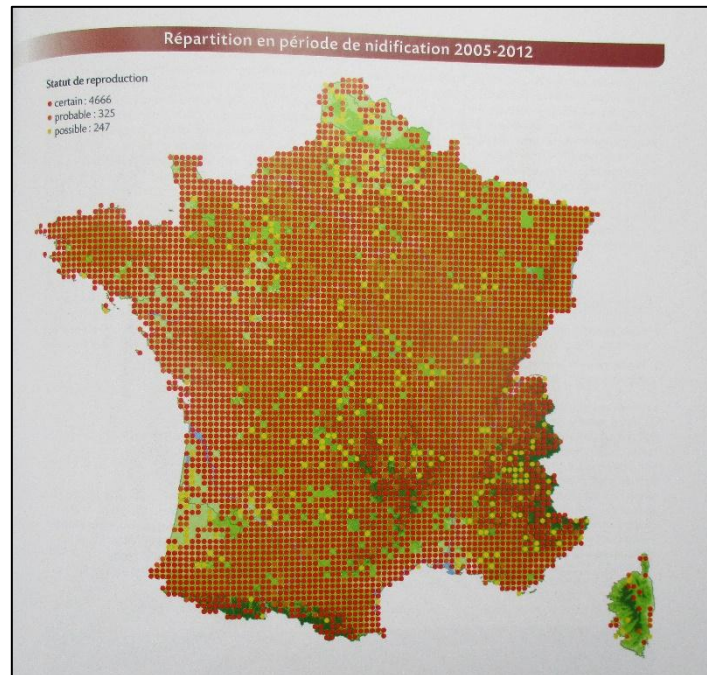 Répartition en période de nidification 2005-2012
Statut de reproduction
certain : 4666
probable : 325
possible : 247